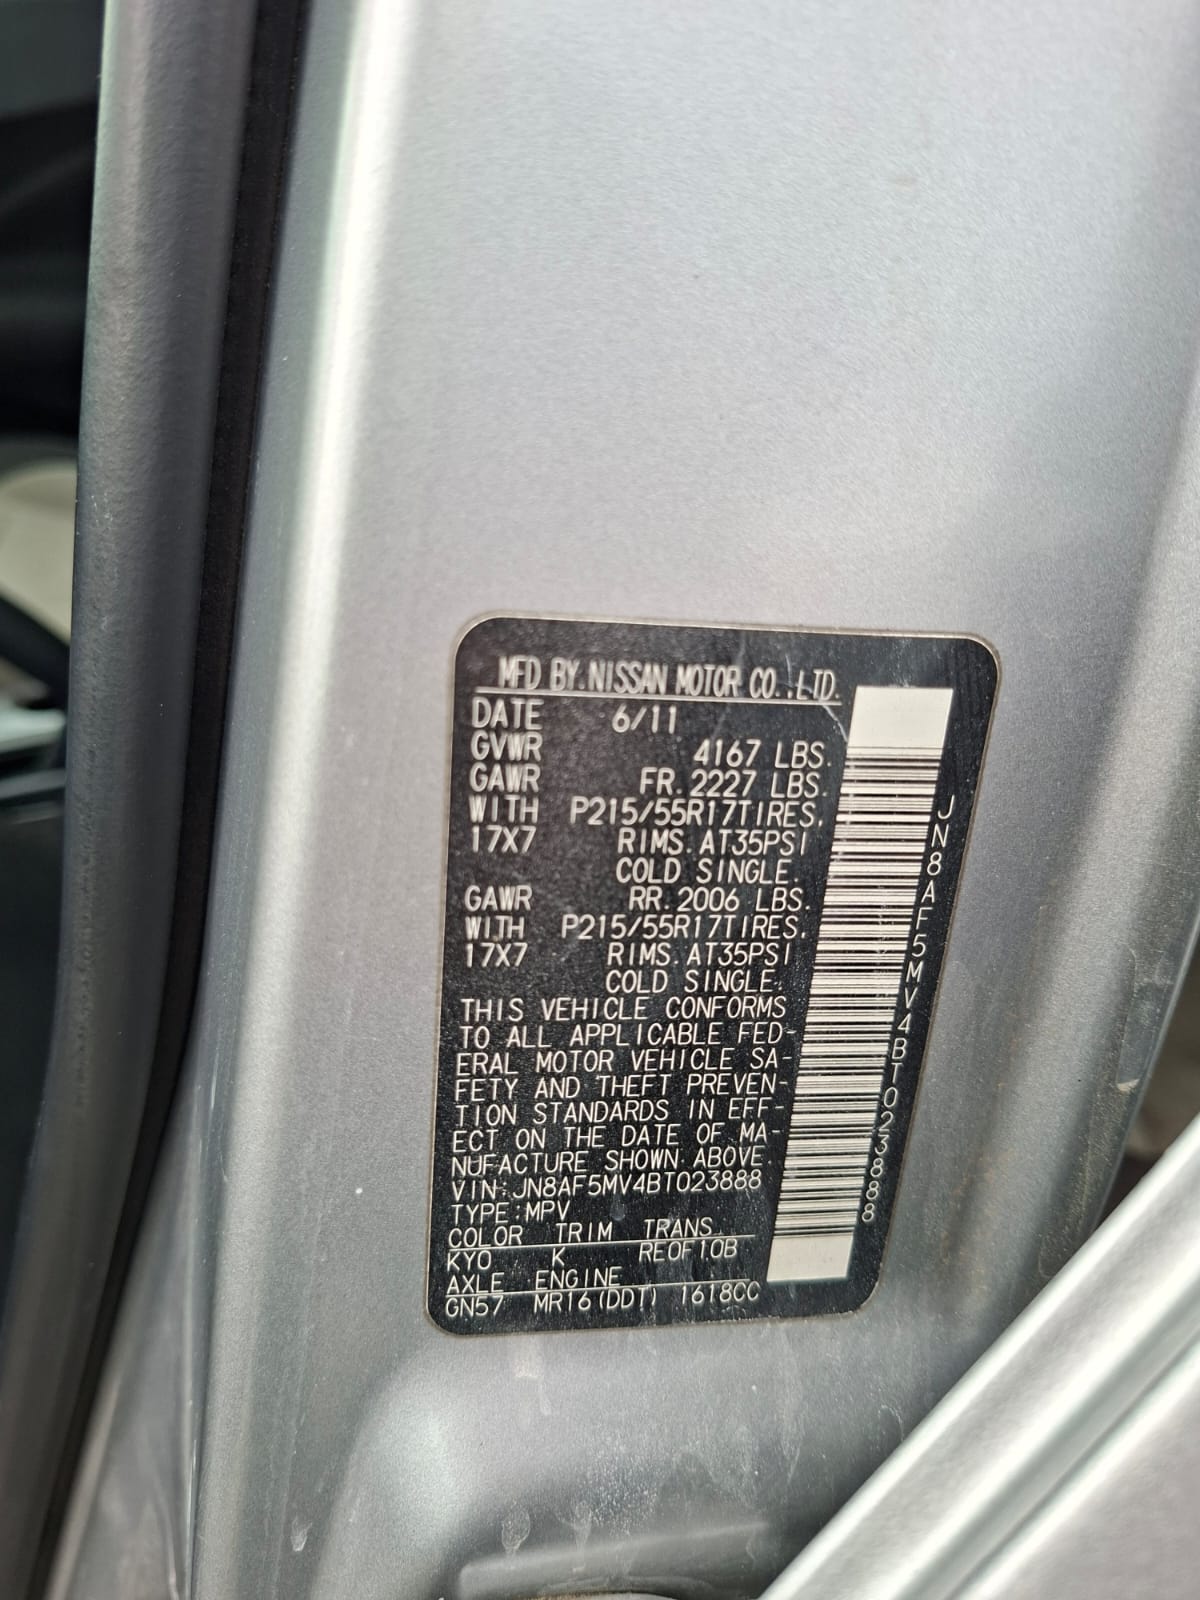 MFD BY.NISSAN MOTOR CO.,LTD.
DATE 6/11
GVWR 4167 LBS.
GAWR FR.2227 LBS.
WITH P215/55R17TIRES,
17X7 RIMS.AT35PSI
COLD SINGLE.
GAWR RR.2006 LBS.
WITH P215/55R17TIRES,
17X7 RIMS.AT35PSI
COLD SINGLE.
THIS VEHICLE CONFORMS
TO ALL APPLICABLE FED-
ERAL MOTOR VEHICLE SA-
FETY AND THEFT PREVEN-
TION STANDARDS IN EFF-
ECT ON THE DATE OF MA-
NUFACTURE SHOWN ABOVE.
VIN:JN8AF5MV4BT023888
TYPE:MPV
COLOR TRIM TRANS.
KY0 K RE0F10B
AXLE ENGINE
GN57 MR16(DDT) 1618CC
JN8AF5MV4BT023888